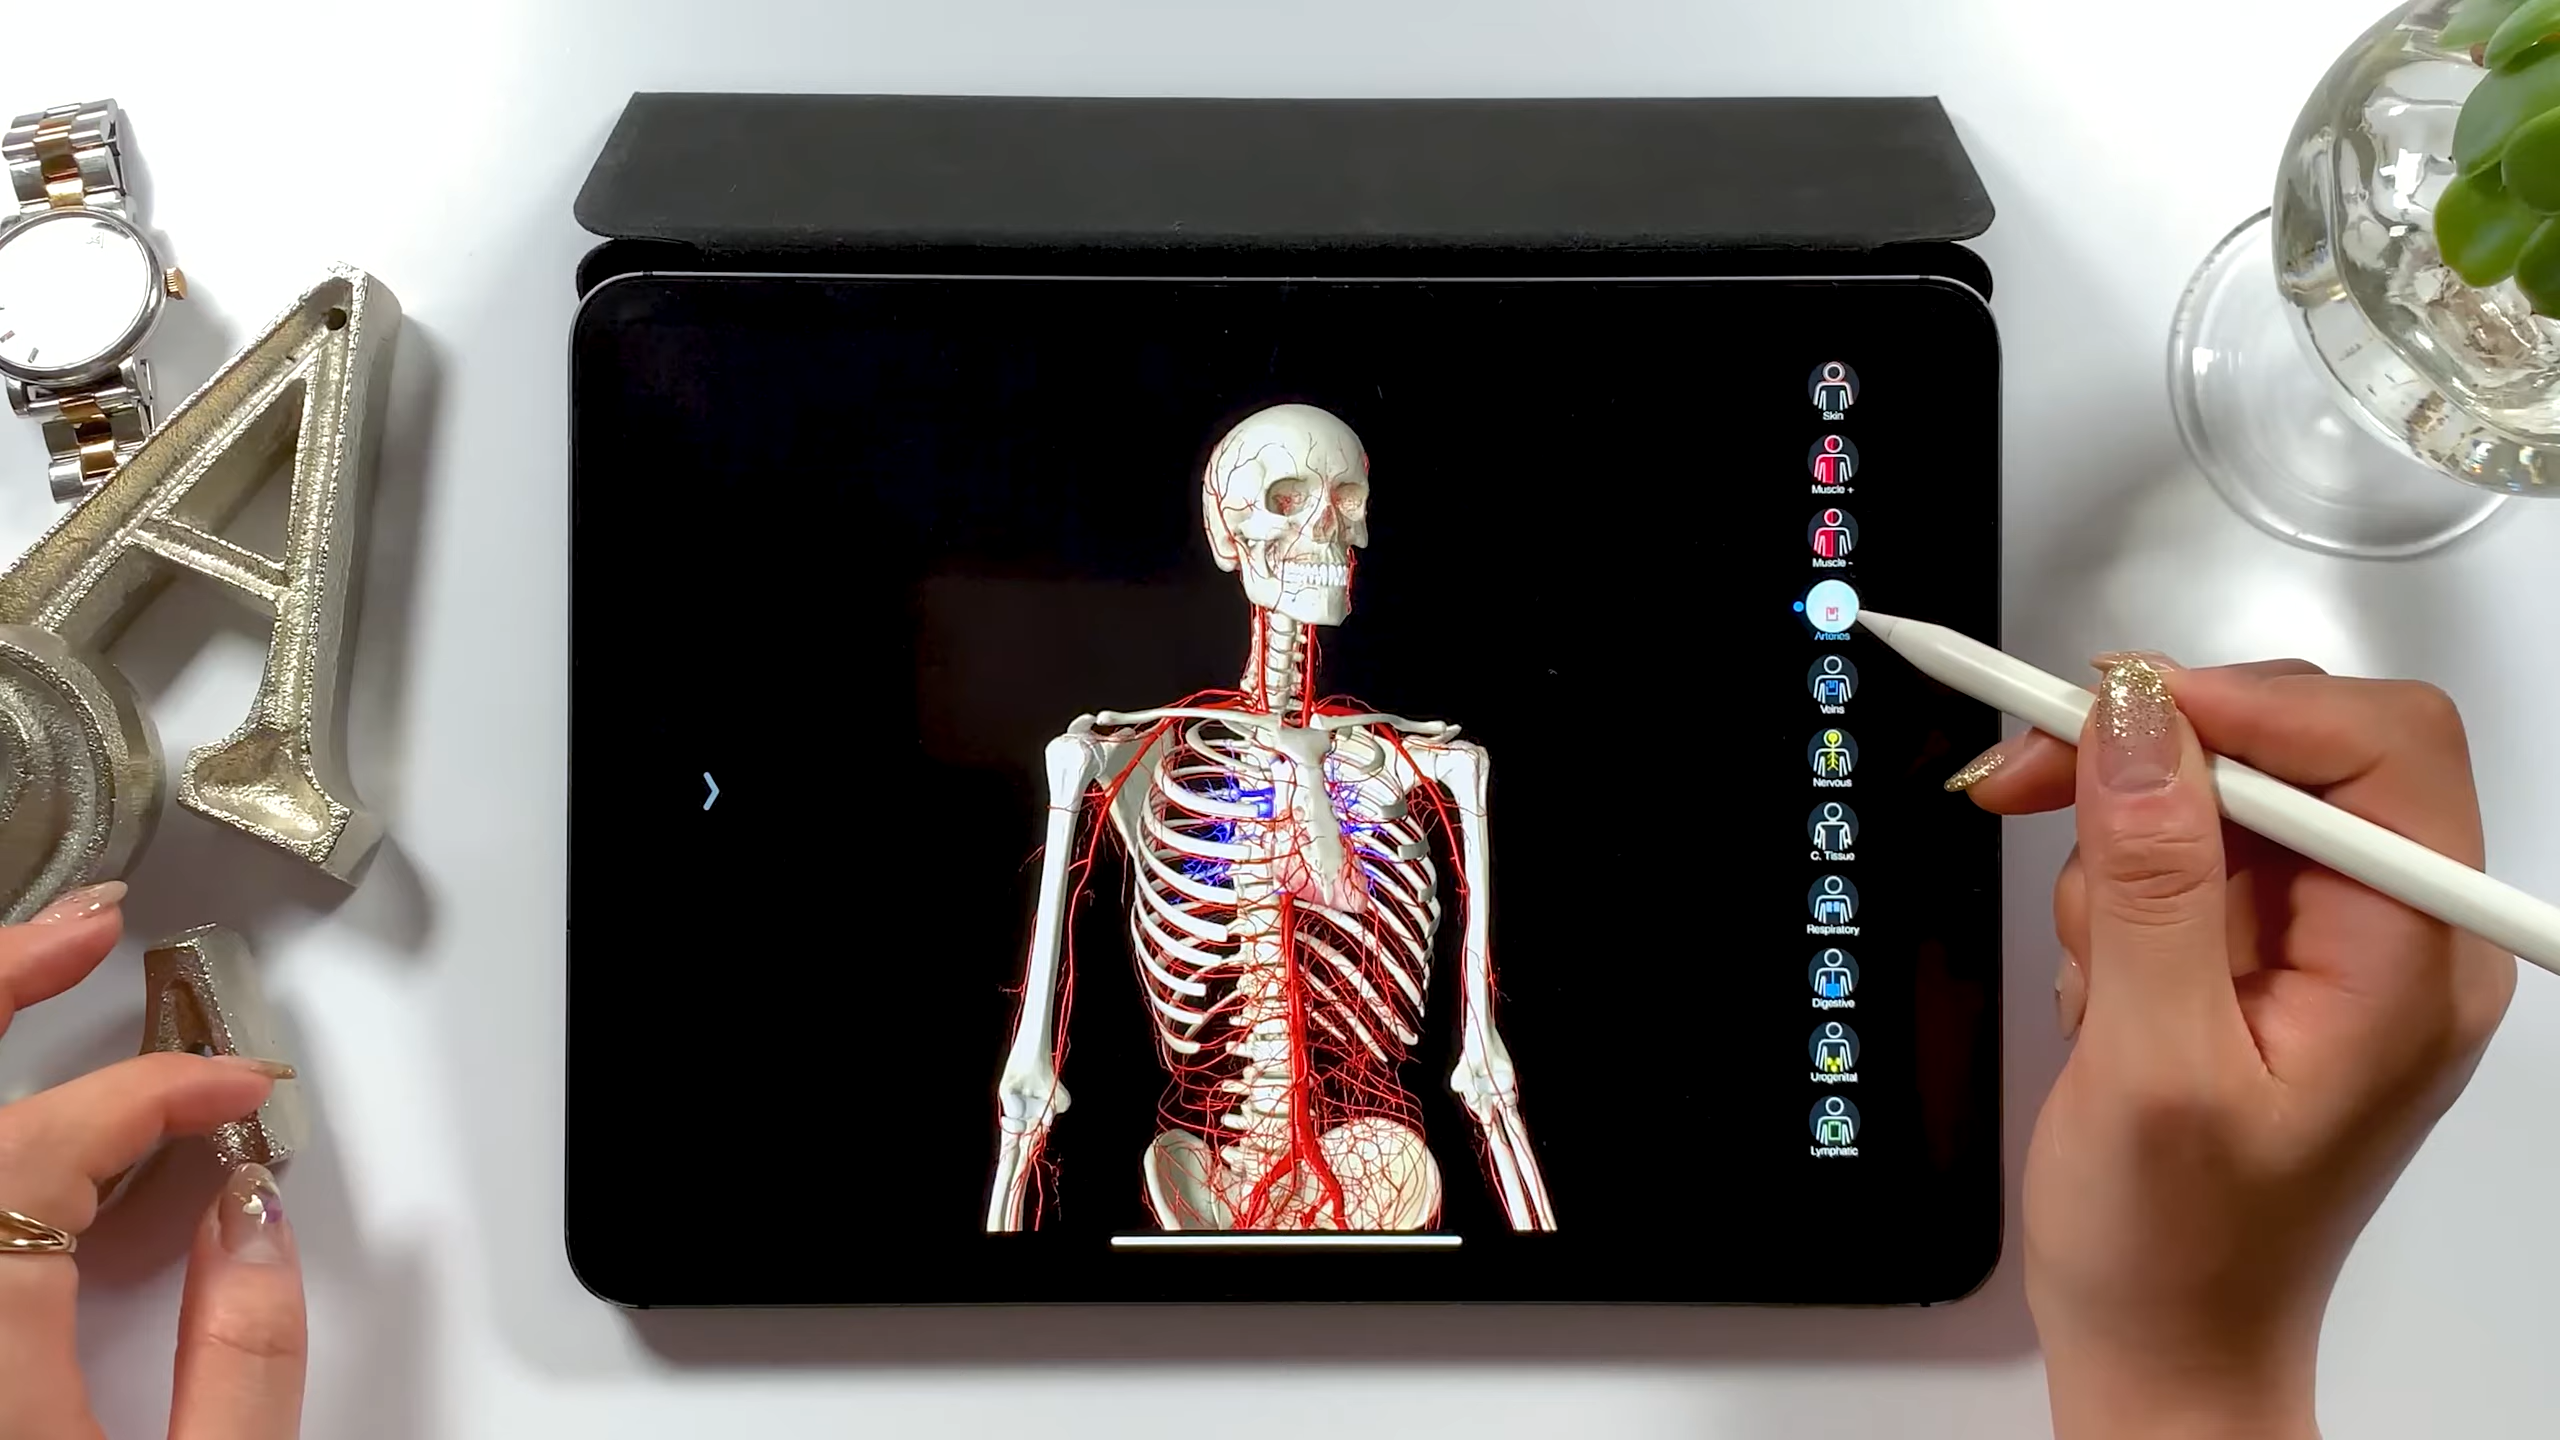 Skin
Muscle +
Muscle -
Arteries
Veins
Nervous
C. Tissue
Respiratory
Digestive
Urogenital
Lymphatic